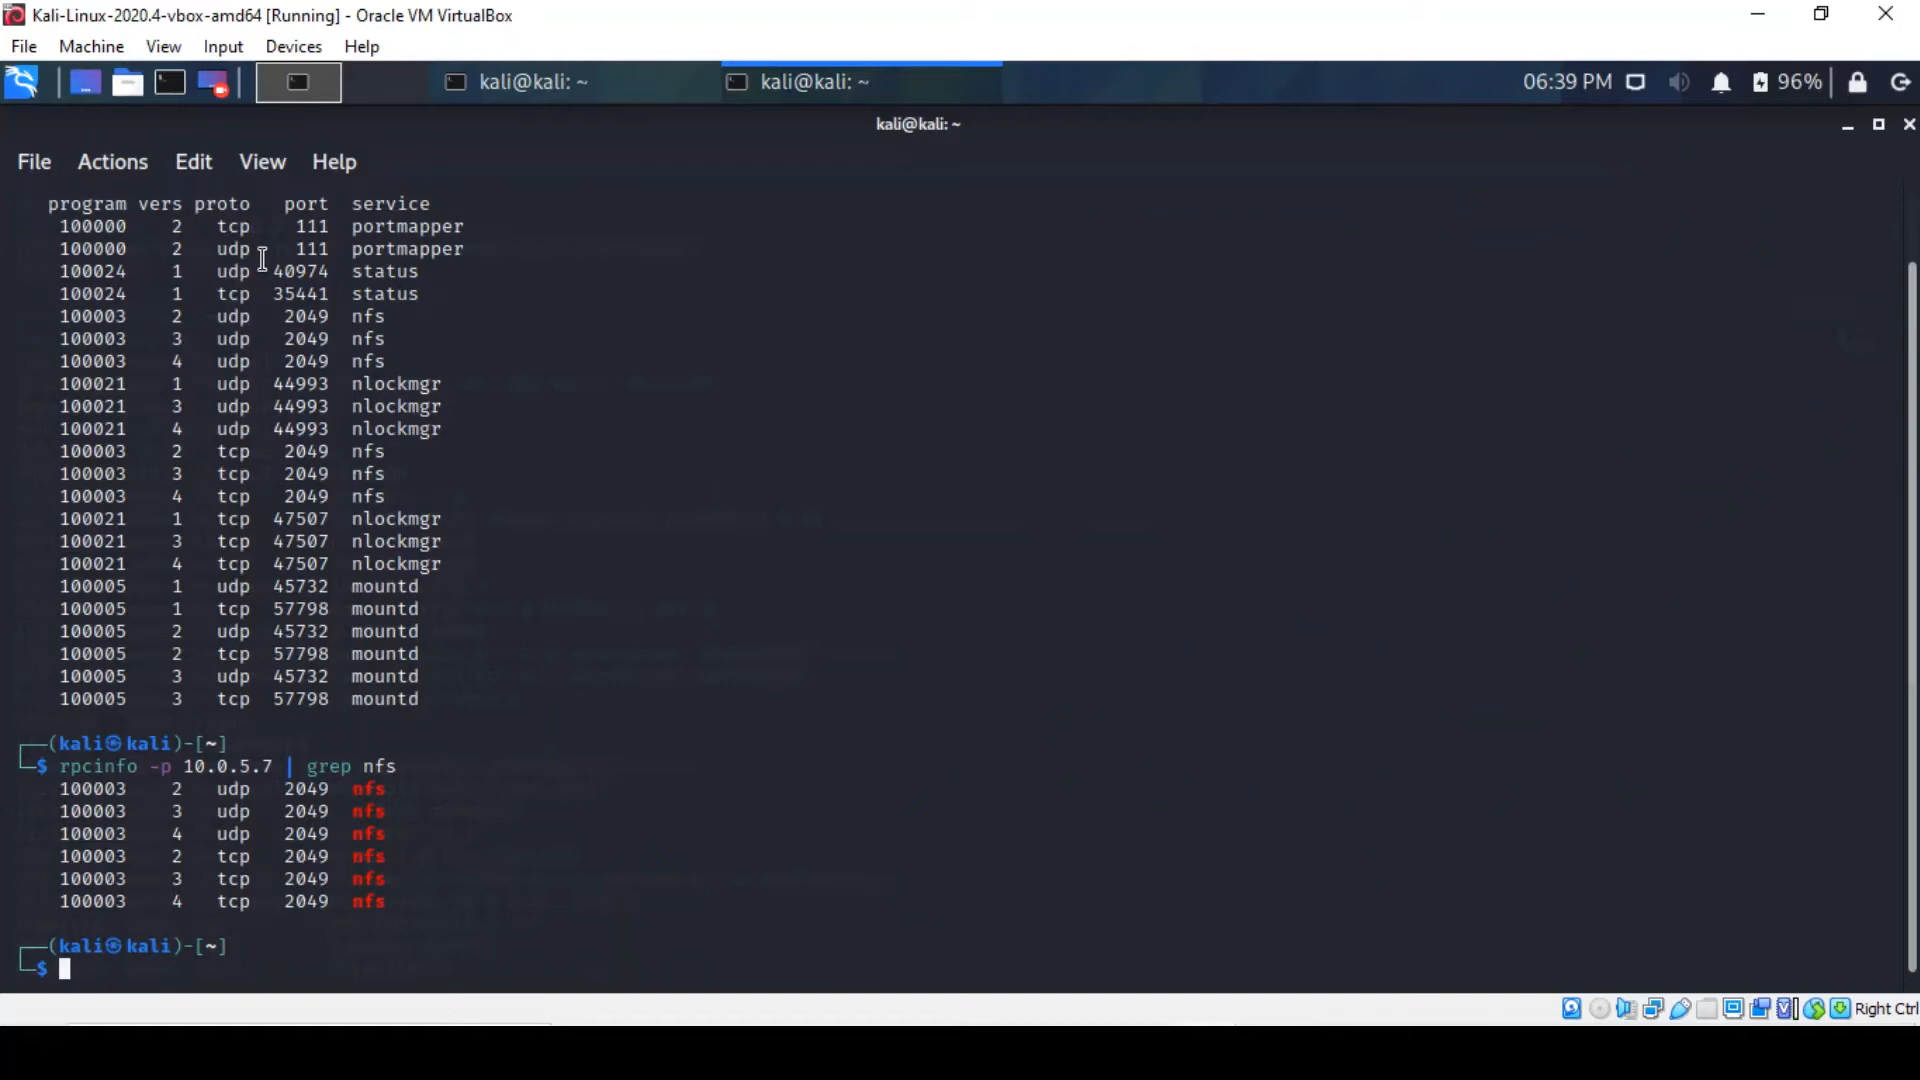 Kali-Linux-2020.4-vbox-amd64 [Running] - Oracle VM VirtualBox
File Machine View Input Devices Help
kali@kali: ~ kali@kali: ~ 06:39 PM 96%
kali@kali: ~
File Actions Edit View Help
program vers proto port service
100000 2 tcp 111 portmapper
100000 2 udp 111 portmapper
100024 1 udp 40974 status
100024 1 tcp 35441 status
100003 2 udp 2049 nfs
100003 3 udp 2049 nfs
100003 4 udp 2049 nfs
100021 1 udp 44993 nlockmgr
100021 3 udp 44993 nlockmgr
100021 4 udp 44993 nlockmgr
100003 2 tcp 2049 nfs
100003 3 tcp 2049 nfs
100003 4 tcp 2049 nfs
100021 1 tcp 47507 nlockmgr
100021 3 tcp 47507 nlockmgr
100021 4 tcp 47507 nlockmgr
100005 1 udp 45732 mountd
100005 1 tcp 57798 mountd
100005 2 udp 45732 mountd
100005 2 tcp 57798 mountd
100005 3 udp 45732 mountd
100005 3 tcp 57798 mountd
┌──(kali㉿kali)-[~]
└─$ rpcinfo -p 10.0.5.7 | grep nfs
100003 2 udp 2049 nfs
100003 3 udp 2049 nfs
100003 4 udp 2049 nfs
100003 2 tcp 2049 nfs
100003 3 tcp 2049 nfs
100003 4 tcp 2049 nfs
┌──(kali㉿kali)-[~]
└─$
Right Ctrl